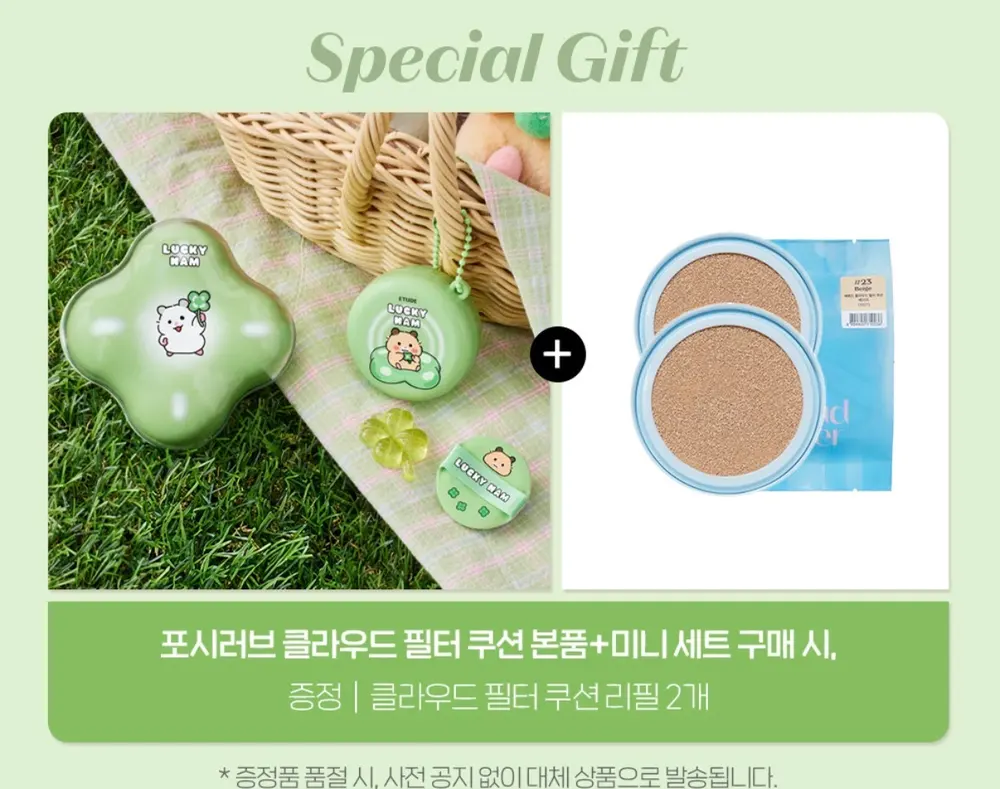 Special Gift
LUCKY
HAM
ETUDE
LUCKY
HAM
LUCKY HAM
+
#23
Beige
포시러브 클라우드 필터 쿠션 본품+미니 세트 구매 시,
증정 | 클라우드 필터 쿠션 리필 2개
* 증정품 품절 시, 사전 공지 없이 대체 상품으로 발송됩니다.